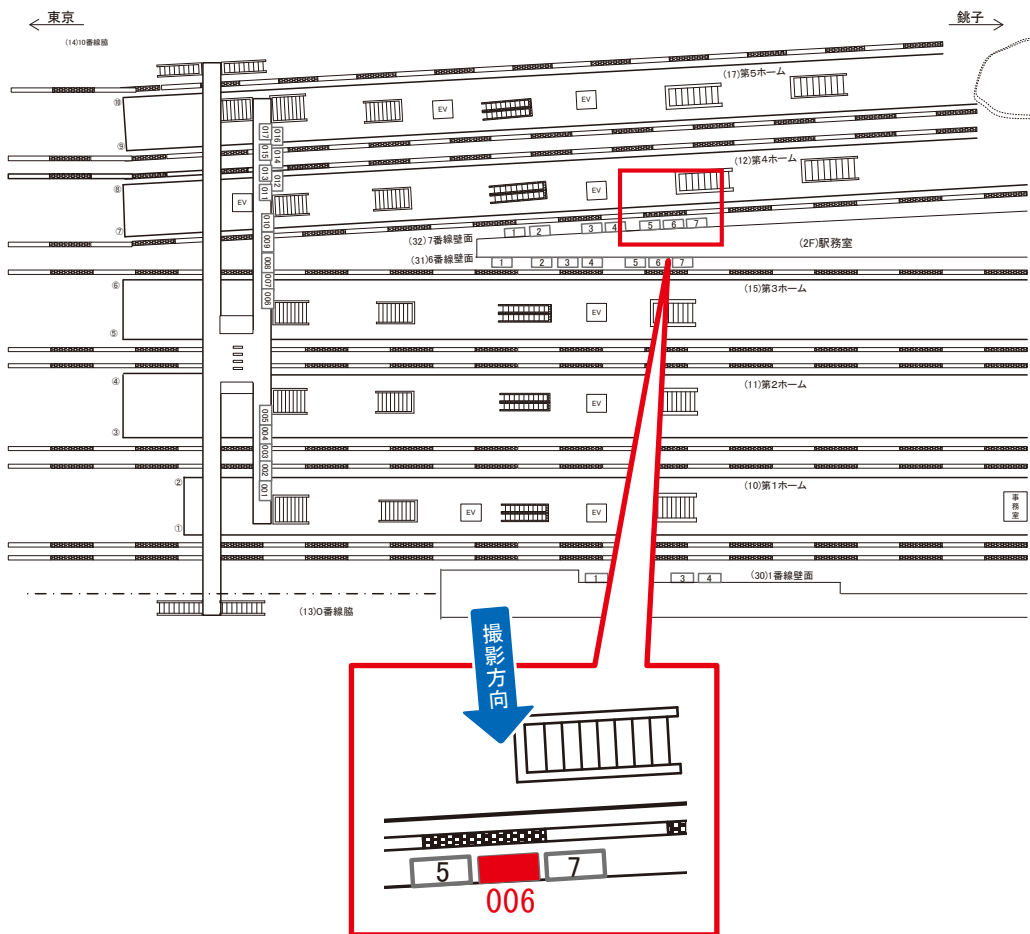 東京
銚子
(14)10番線脇
(17)第5ホーム
⑩
EV
EV
⑨
017
016
015
014
013
012
011
(12)第4ホーム
⑧
EV
EV
⑦
010
009
008
007
006
1
2
3
4
5
6
7
(32)7番線壁面
(2F)駅務室
(31)6番線壁面
1
2
3
4
5
6
7
⑥
(15)第3ホーム
EV
⑤
④
(11)第2ホーム
EV
③
005
004
003
002
001
②
(10)第1ホーム
EV
EV
①
事務室
1
3
4
(30)1番線壁面
(13)0番線脇
撮影方向
5
7
006